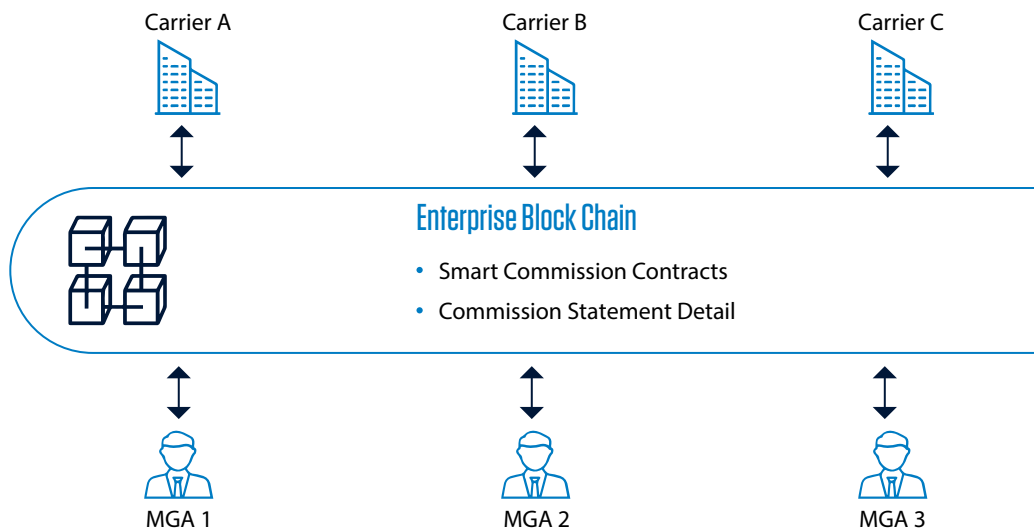 Carrier A
Carrier B
Carrier C
Enterprise Block Chain
• Smart Commission Contracts
• Commission Statement Detail
MGA 1
MGA 2
MGA 3